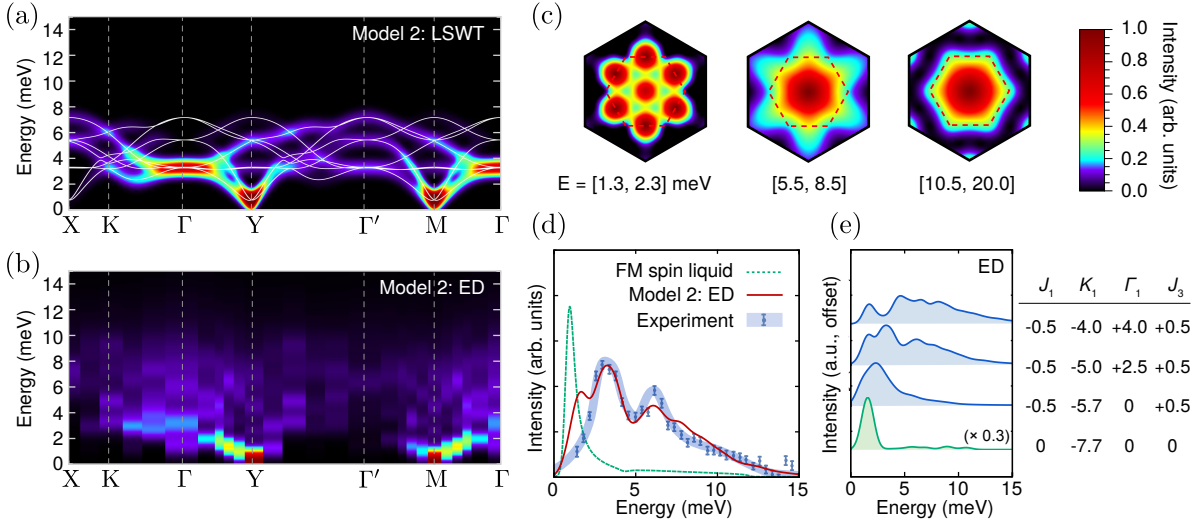 (a)
Model 2: LSWT
Energy (meV)
14
12
10
8
6
4
2
0
X K Γ Y Γ′ M Γ
(b)
Model 2: ED
Energy (meV)
14
12
10
8
6
4
2
0
X K Γ Y Γ′ M Γ
(c)
E = [1.3, 2.3] meV
[5.5, 8.5]
[10.5, 20.0]
1.0
0.8
0.6
0.4
0.2
0.0
Intensity (arb. units)
(d)
FM spin liquid
Model 2: ED
Experiment
Intensity (arb. units)
0 5 10 15
Energy (meV)
(e)
ED
Intensity (a.u., offset)
(× 0.3)
0 5 10 15
Energy (meV)
J1 K1 Γ1 J3
-0.5 -4.0 +4.0 +0.5
-0.5 -5.0 +2.5 +0.5
-0.5 -5.7 0 +0.5
0 -7.7 0 0